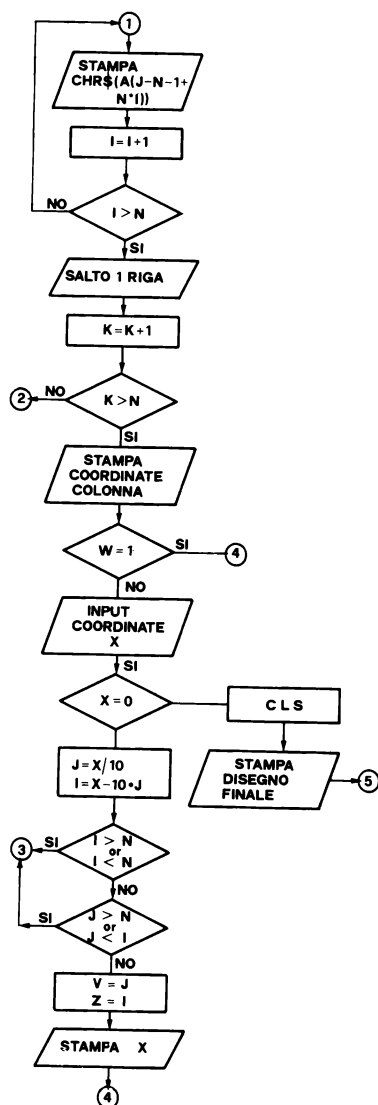 1
STAMPA
CHR$(A(J-N-1+
N*I))
I=I+1
NO
I>N
SI
SALTO 1 RIGA
K=K+1
NO
2
K>N
SI
STAMPA
COORDINATE
COLONNA
W=1
SI
4
NO
INPUT
COORDINATE
X
SI
X=0
CLS
J=X/10
I=X-10•J
STAMPA
DISEGNO
FINALE
5
3
SI
I > N
or
I < N
NO
SI
J > N
or
J < I
NO
V = J
Z = I
STAMPA X
4